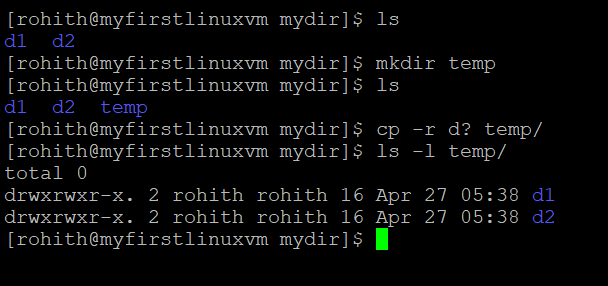 [rohith@myfirstlinuxvm mydir]$ ls
d1  d2
[rohith@myfirstlinuxvm mydir]$ mkdir temp
[rohith@myfirstlinuxvm mydir]$ ls
d1  d2  temp
[rohith@myfirstlinuxvm mydir]$ cp -r d? temp/
[rohith@myfirstlinuxvm mydir]$ ls -l temp/
total 0
drwxrwxr-x. 2 rohith rohith 16 Apr 27 05:38 d1
drwxrwxr-x. 2 rohith rohith 16 Apr 27 05:38 d2
[rohith@myfirstlinuxvm mydir]$